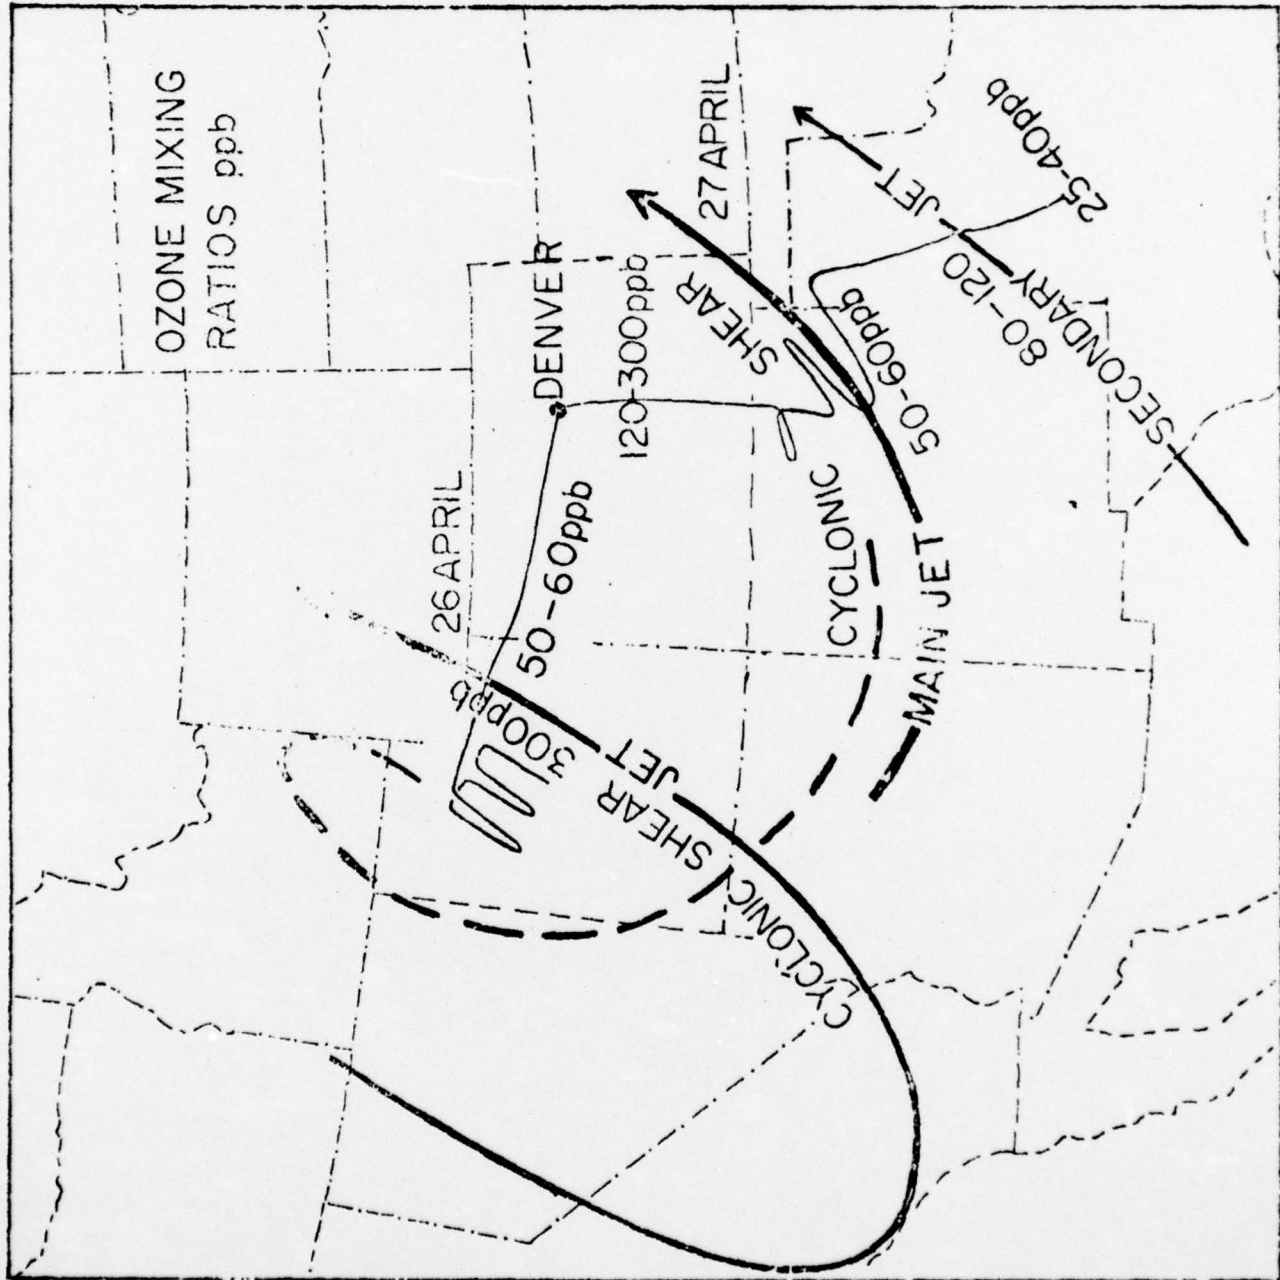 OZONE MIXING
RATIOS ppb
26 APRIL
27 APRIL
DENVER
50-60ppb
120-300ppb
300ppb
JET
CYCLONIC SHEAR
CYCLONIC SHEAR
MAIN JET
50-60ppb
80-120
SECONDARY JET
25-40ppb